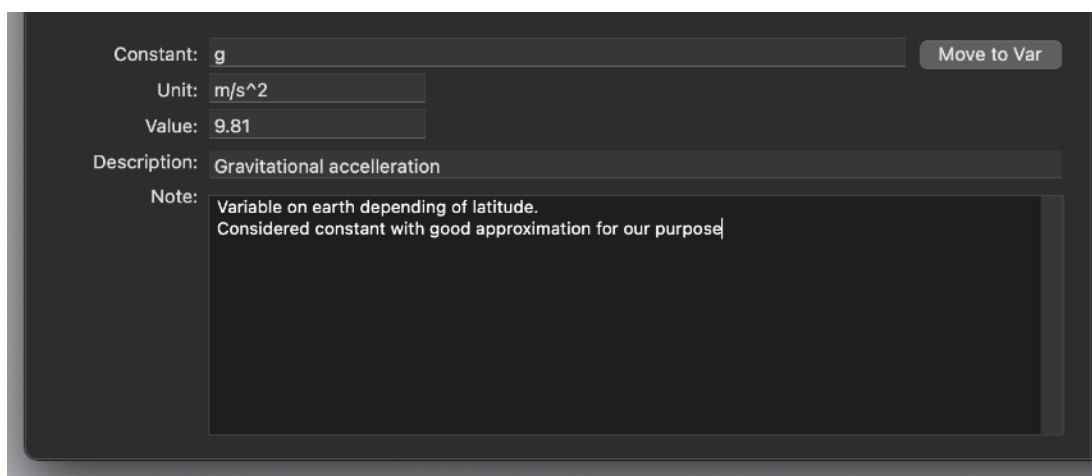 Constant: g Move to Var
Unit: m/s^2
Value: 9.81
Description: Gravitational accelleration
Note: Variable on earth depending of latitude.
Considered constant with good approximation for our purpose